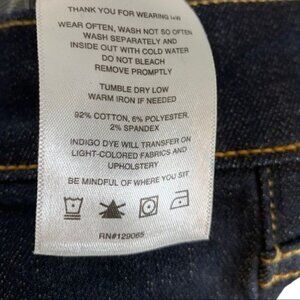 THANK YOU FOR WEARING
WEAR OFTEN, WASH NOT SO OFTEN
WASH SEPARATELY AND
INSIDE OUT WITH COLD WATER
DO NOT BLEACH
REMOVE PROMPTLY
TUMBLE DRY LOW
WARM IRON IF NEEDED
92% COTTON, 6% POLYESTER,
2% SPANDEX
INDIGO DYE WILL TRANSFER ON
LIGHT-COLORED FABRICS AND
UPHOLSTERY
BE MINDFUL OF WHERE YOU SIT
RN#129065